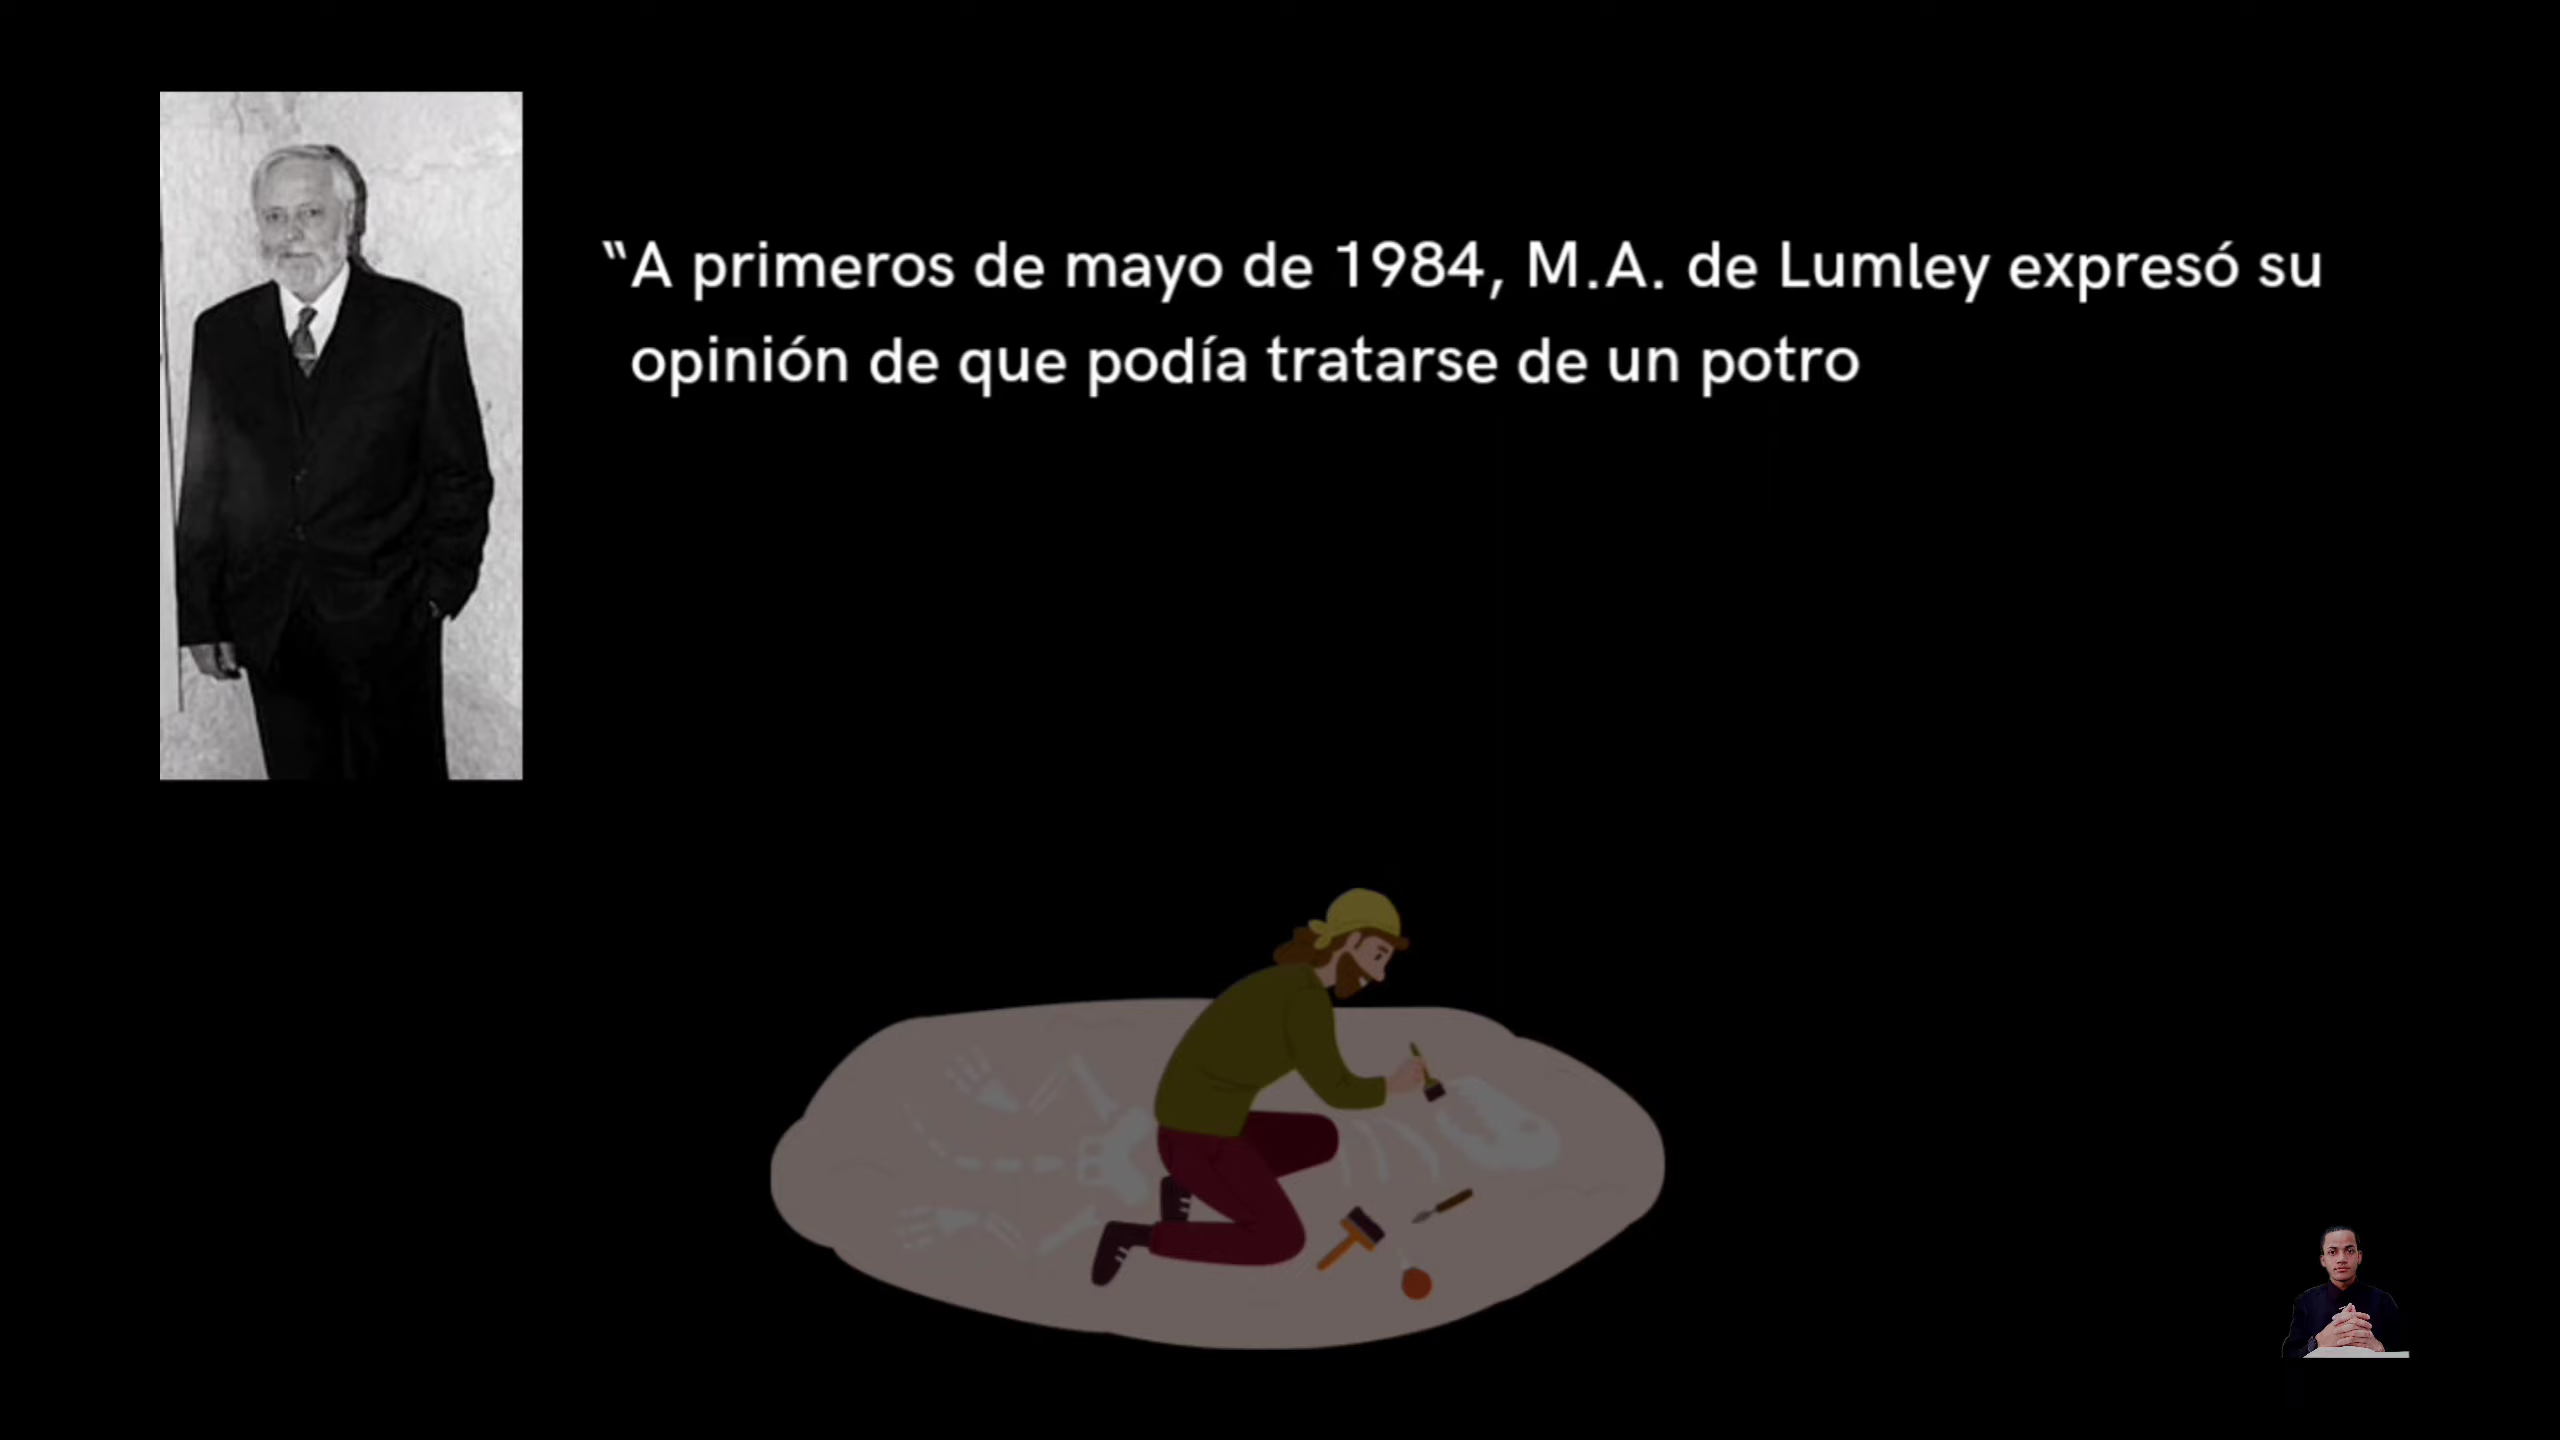 “A primeros de mayo de 1984, M.A. de Lumley expresó su
opinión de que podía tratarse de un potro